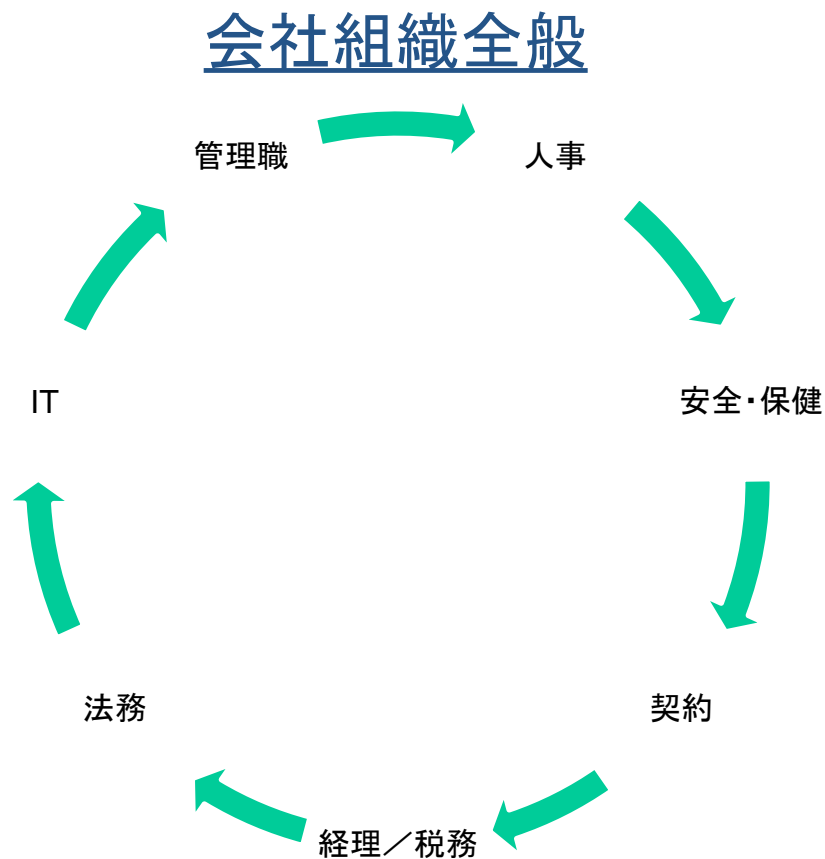 会社組織全般
管理職
人事
安全・保健
契約
経理／税務
法務
IT